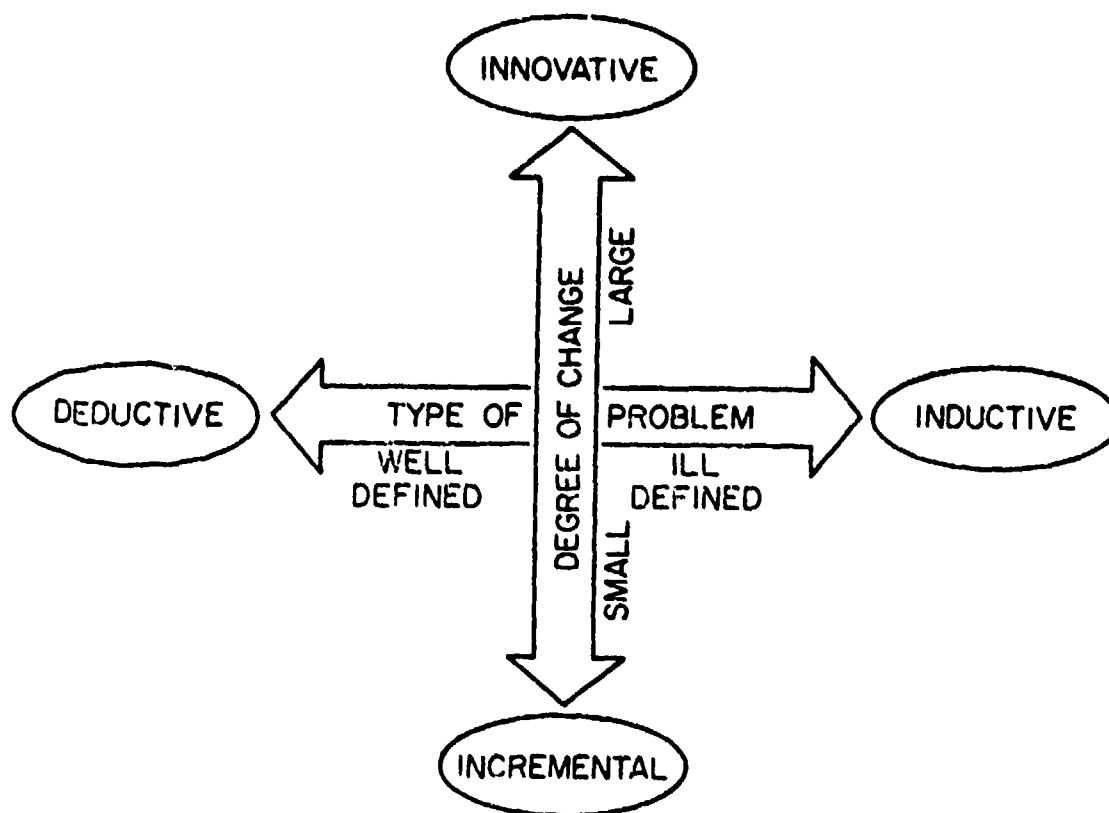 INNOVATIVE
LARGE
DEGREE OF CHANGE
DEDUCTIVE
TYPE OF PROBLEM
INDUCTIVE
WELL
DEFINED
ILL
DEFINED
SMALL
INCREMENTAL